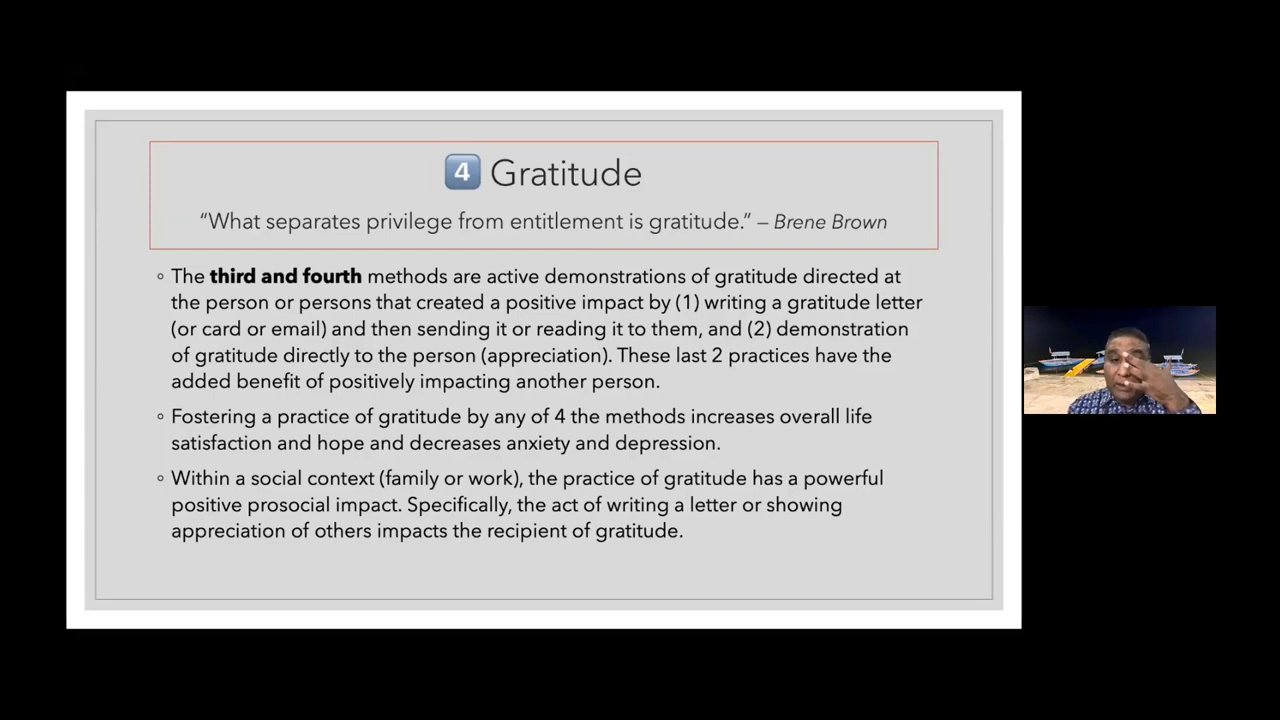 4 Gratitude
“What separates privilege from entitlement is gratitude.” – Brene Brown
◦ The third and fourth methods are active demonstrations of gratitude directed at
the person or persons that created a positive impact by (1) writing a gratitude letter
(or card or email) and then sending it or reading it to them, and (2) demonstration
of gratitude directly to the person (appreciation). These last 2 practices have the
added benefit of positively impacting another person.
◦ Fostering a practice of gratitude by any of 4 the methods increases overall life
satisfaction and hope and decreases anxiety and depression.
◦ Within a social context (family or work), the practice of gratitude has a powerful
positive prosocial impact. Specifically, the act of writing a letter or showing
appreciation of others impacts the recipient of gratitude.